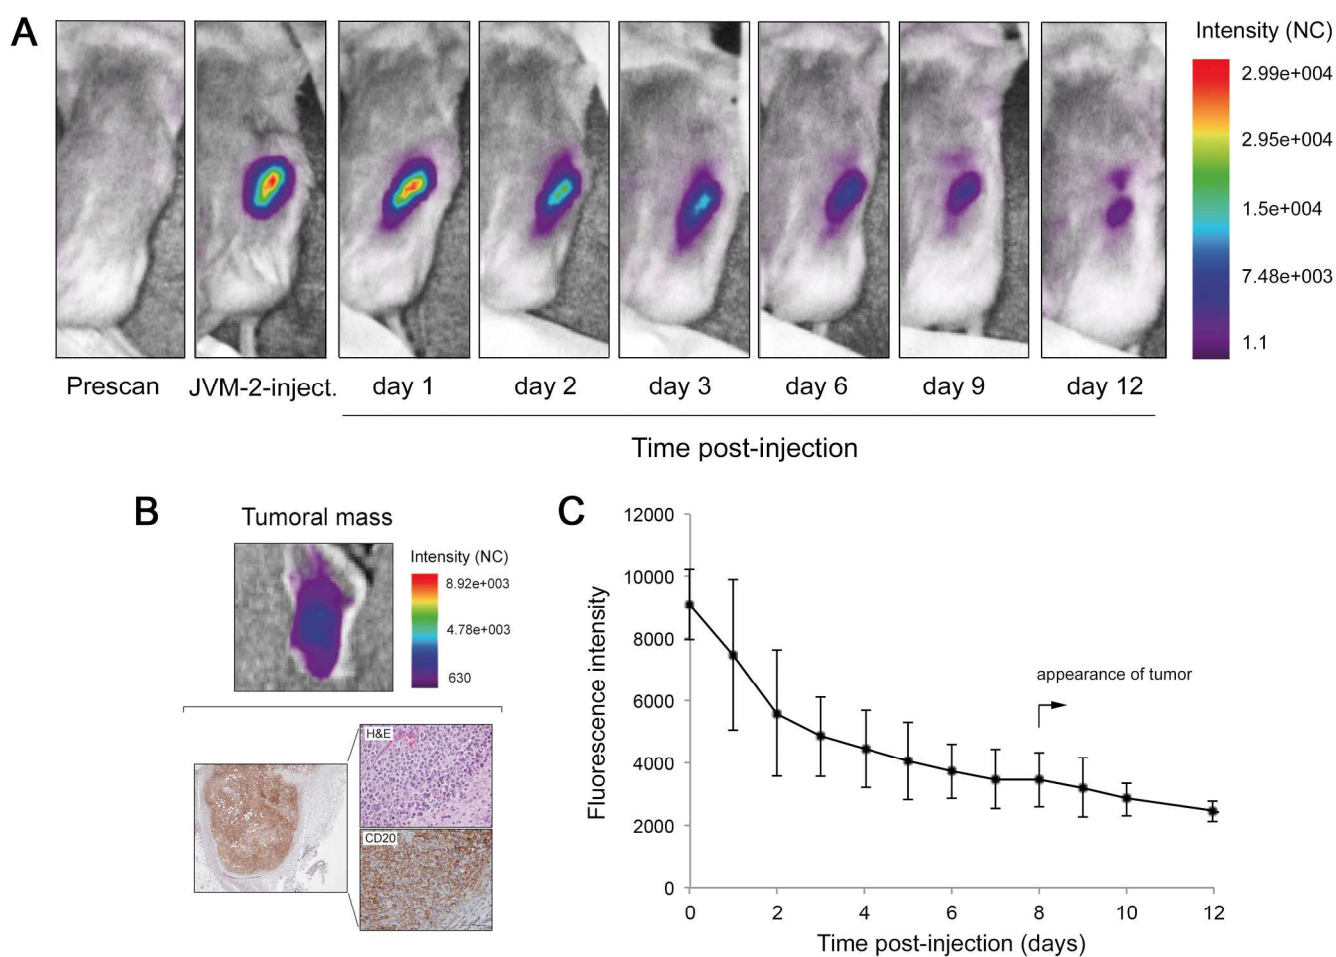 A
Intensity (NC)
2.99e+004
2.95e+004
1.5e+004
7.48e+003
1.1
Prescan
JVM-2-inject.
day 1
day 2
day 3
day 6
day 9
day 12
Time post-injection
B
Tumoral mass
Intensity (NC)
8.92e+003
4.78e+003
630
H&E
CD20
C
12000
10000
8000
6000
4000
2000
0
Fluorescence intensity
appearance of tumor
0 2 4 6 8 10 12
Time post-injection (days)